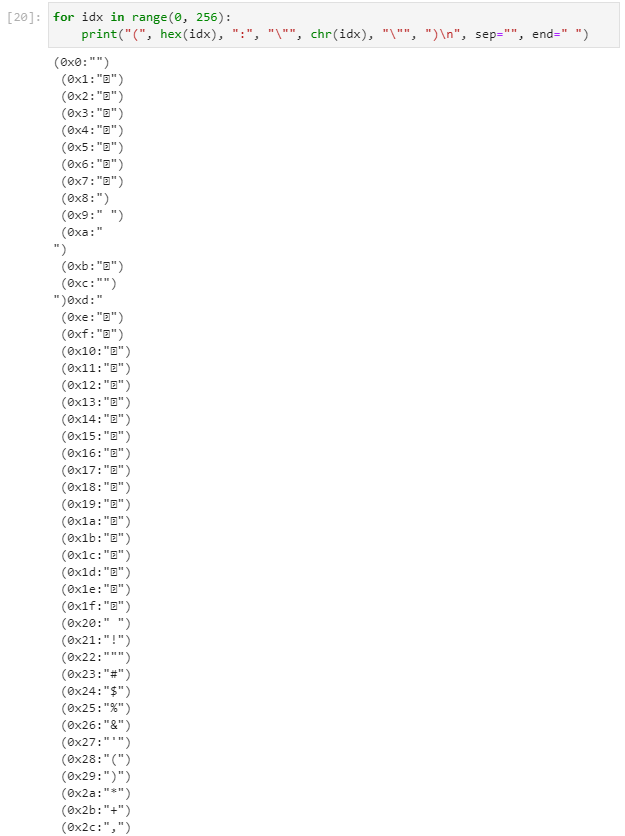 [20]: for idx in range(0, 256):
print("(", hex(idx), ":", "\"", chr(idx), "\"", ")\n", sep="", end=" ")
(0x0:"")
(0x1:"�")
(0x2:"�")
(0x3:"�")
(0x4:"�")
(0x5:"�")
(0x6:"�")
(0x7:"�")
(0x8:")
(0x9:" ")
(0xa:"
")
(0xb:"�")
(0xc:"")
")0xd:"
(0xe:"�")
(0xf:"�")
(0x10:"�")
(0x11:"�")
(0x12:"�")
(0x13:"�")
(0x14:"�")
(0x15:"�")
(0x16:"�")
(0x17:"�")
(0x18:"�")
(0x19:"�")
(0x1a:"�")
(0x1b:"�")
(0x1c:"�")
(0x1d:"�")
(0x1e:"�")
(0x1f:"�")
(0x20:" ")
(0x21:"!")
(0x22:""")
(0x23:"#")
(0x24:"$")
(0x25:"%")
(0x26:"&")
(0x27:"'")
(0x28:"(")
(0x29:")")
(0x2a:"*")
(0x2b:"+")
(0x2c:",")